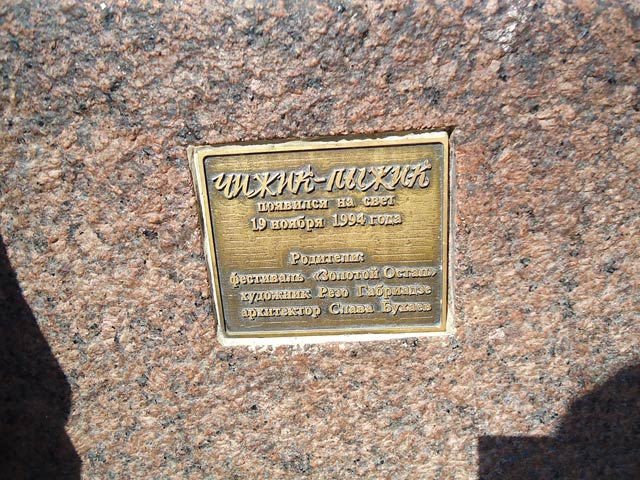 ЧИЖИК-ПЫЖИК
появился на свет
19 ноября 1994 года
Родители:
фестиваль «Золотой Остап»
художник Резо Габриадзе
архитектор Слава Бухаев